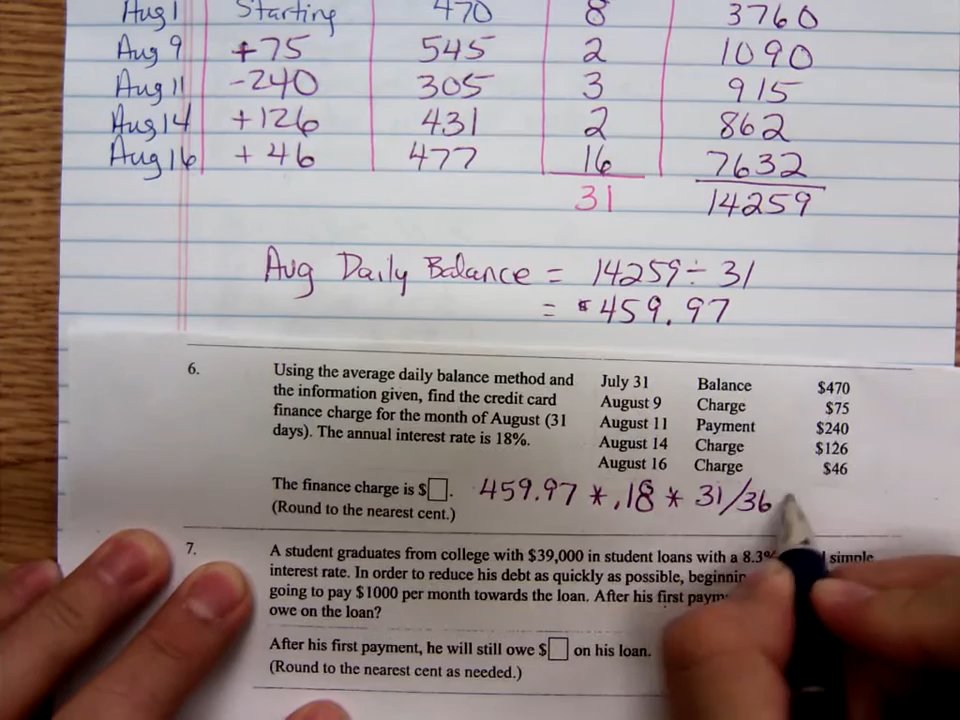 Aug 1 Starting 470 8 3760
Aug 9 +75 545 2 1090
Aug 11 -240 305 3 915
Aug 14 +126 431 2 862
Aug 16 +46 477 16 7632
31 14259
Avg Daily Balance = 14259 ÷ 31
= $459.97
6. Using the average daily balance method and July 31 Balance $470
the information given, find the credit card August 9 Charge $75
finance charge for the month of August (31 August 11 Payment $240
days). The annual interest rate is 18%. August 14 Charge $126
August 16 Charge $46
The finance charge is $☐. 459.97 * .18 * 31/36
(Round to the nearest cent.)
7. A student graduates from college with $39,000 in student loans with a 8.3% simple
interest rate. In order to reduce his debt as quickly as possible,
going to pay $1000 per month towards the loan. After his first
owe on the loan?
After his first payment, he will still owe $☐ on his loan.
(Round to the nearest cent as needed.)